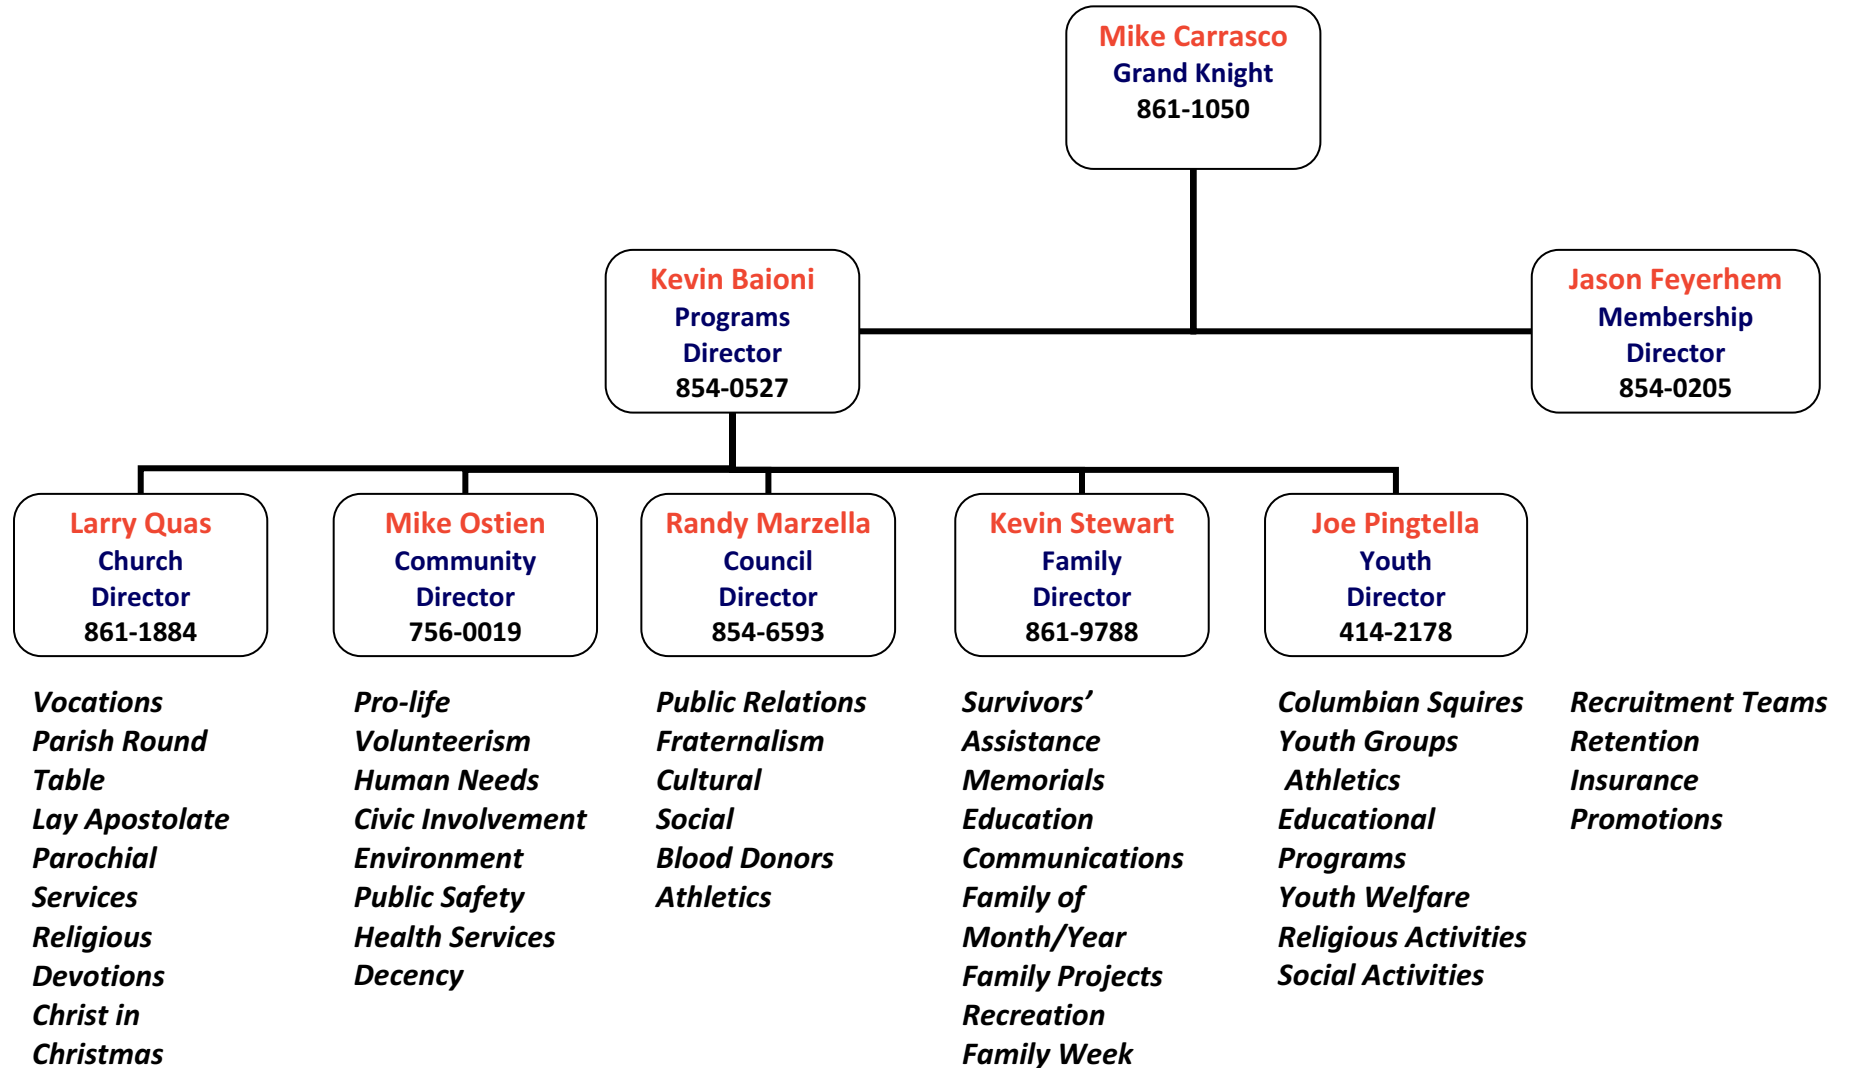 Mike Carrasco
Grand Knight
861-1050
Kevin Baioni
Programs
Director
854-0527
Jason Feyerhem
Membership
Director
854-0205
Larry Quas
Church
Director
861-1884
Mike Ostien
Community
Director
756-0019
Randy Marzella
Council
Director
854-6593
Kevin Stewart
Family
Director
861-9788
Joe Pingtella
Youth
Director
414-2178
Vocations
Parish Round
Table
Lay Apostolate
Parochial
Services
Religious
Devotions
Christ in
Christmas
Pro-life
Volunteerism
Human Needs
Civic Involvement
Environment
Public Safety
Health Services
Decency
Public Relations
Fraternalism
Cultural
Social
Blood Donors
Athletics
Survivors’
Assistance
Memorials
Education
Communications
Family of
Month/Year
Family Projects
Recreation
Family Week
Columbian Squires
Youth Groups
Athletics
Educational
Programs
Youth Welfare
Religious Activities
Social Activities
Recruitment Teams
Retention
Insurance
Promotions